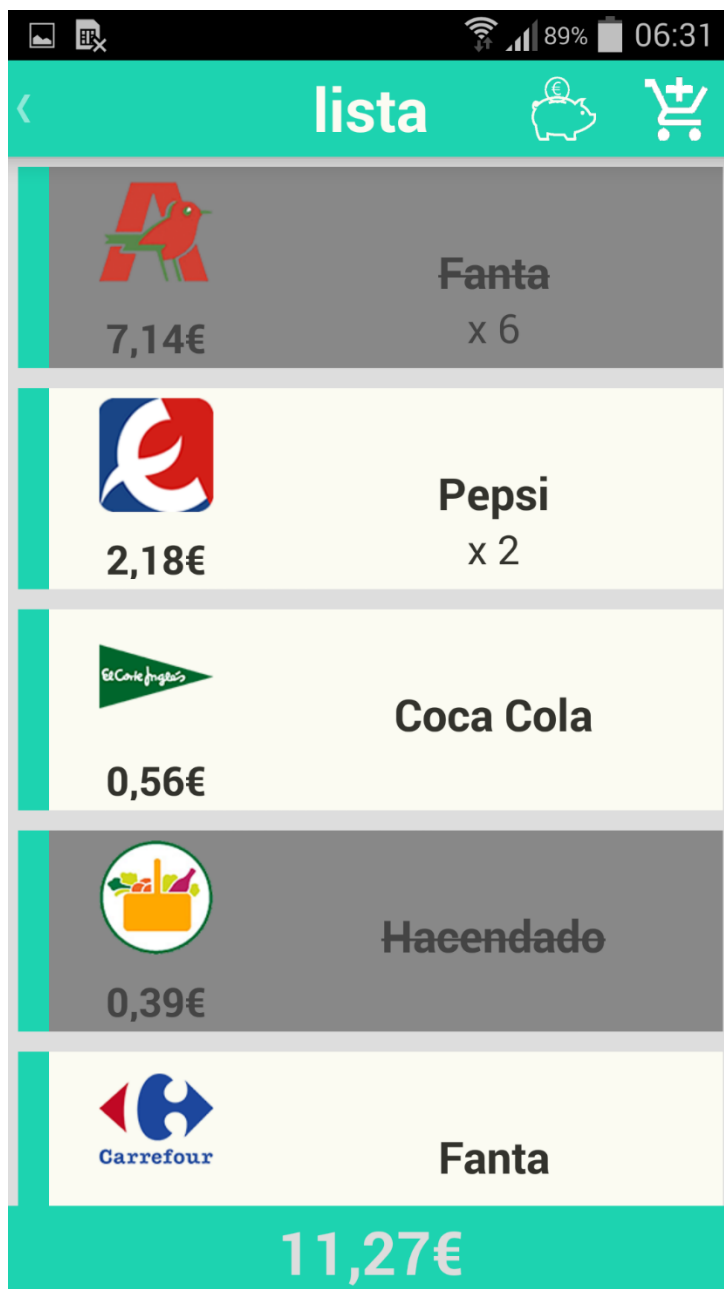 89% 06:31
lista
Fanta
7,14€
x 6
Pepsi
2,18€
x 2
El Corte Inglés
Coca Cola
0,56€
Hacendado
0,39€
Carrefour
Fanta
11,27€